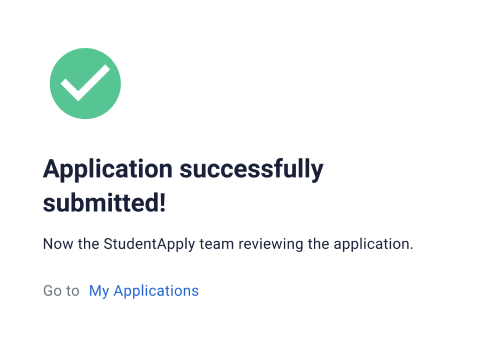 Application successfully
submitted!
Now the StudentApply team reviewing the application.
Go to My Applications